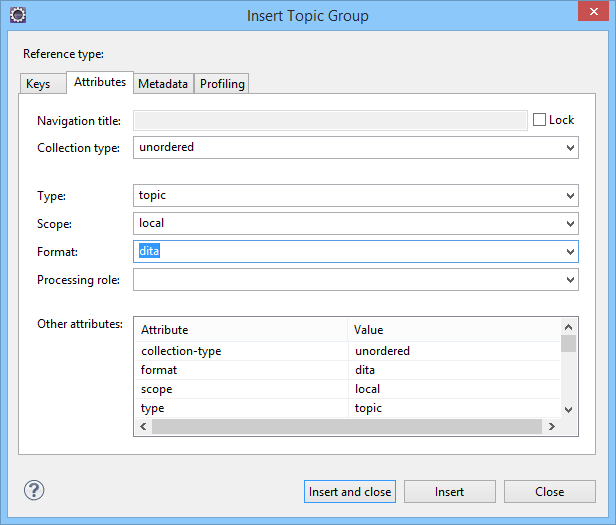 Insert Topic Group
Reference type:
Keys Attributes Metadata Profiling
Navigation title: Lock
Collection type: unordered
Type: topic
Scope: local
Format: dita
Processing role:
Other attributes: Attribute Value
collection-type unordered
format dita
scope local
type topic
? Insert and close Insert Close